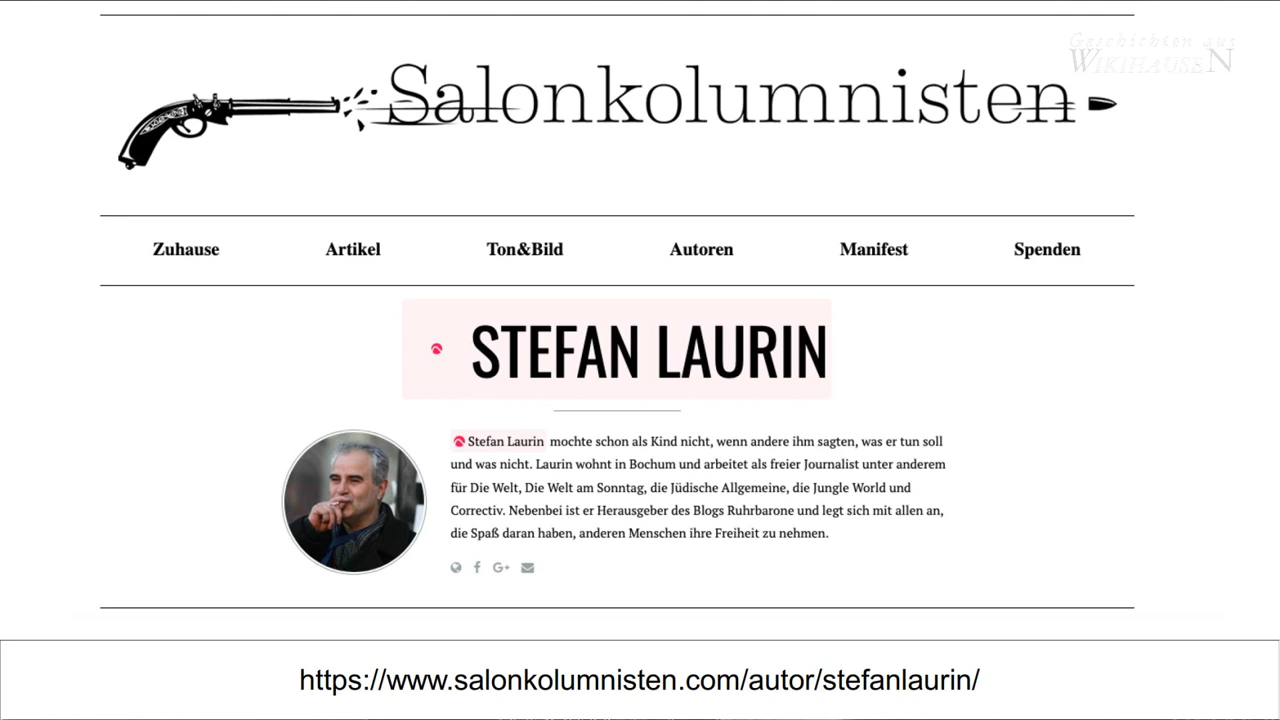 Geschichten aus
WIKIHAUSEN
Salonkolumnisten
Zuhause
Artikel
Ton&Bild
Autoren
Manifest
Spenden
STEFAN LAURIN
Stefan Laurin mochte schon als Kind nicht, wenn andere ihm sagten, was er tun soll
und was nicht. Laurin wohnt in Bochum und arbeitet als freier Journalist unter anderem
für Die Welt, Die Welt am Sonntag, die Jüdische Allgemeine, die Jungle World und
Correctiv. Nebenbei ist er Herausgeber des Blogs Ruhrbarone und legt sich mit allen an,
die Spaß daran haben, anderen Menschen ihre Freiheit zu nehmen.
https://www.salonkolumnisten.com/autor/stefanlaurin/